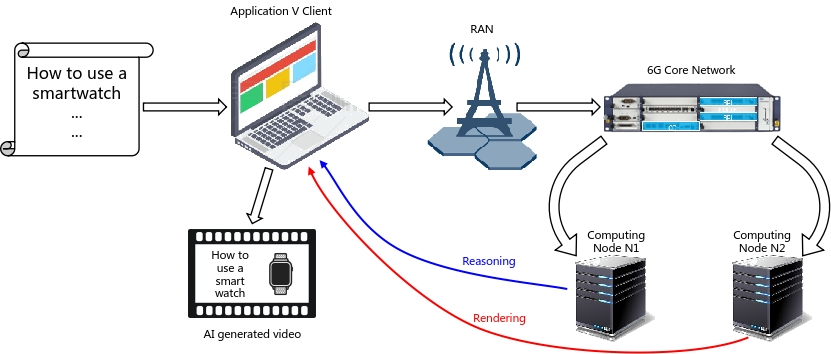 Application V Client
RAN
6G Core Network
How to use a
smartwatch
...
...
Computing
Node N1
Computing
Node N2
Reasoning
Rendering
How to
use a
smart
watch
AI generated video